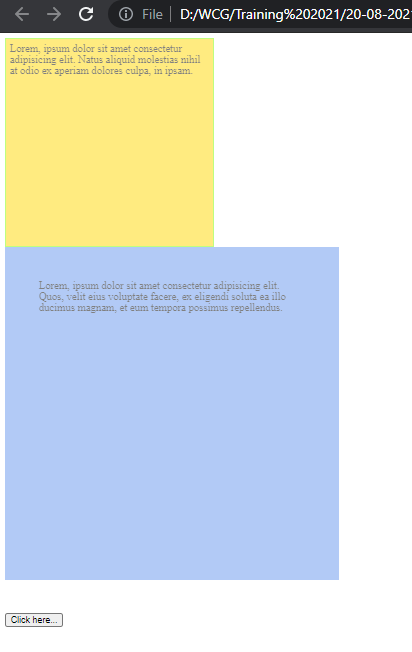 File | D:/WCG/Training%202021/20-08-202
Lorem, ipsum dolor sit amet consectetur
adipisicing elit. Natus aliquid molestias nihil
at odio ex aperiam dolores culpa, in ipsam.
Lorem, ipsum dolor sit amet consectetur adipisicing elit.
Quos, velit eius voluptate facere, ex eligendi soluta ea illo
ducimus magnam, et eum tempora possimus repellendus.
Click here...